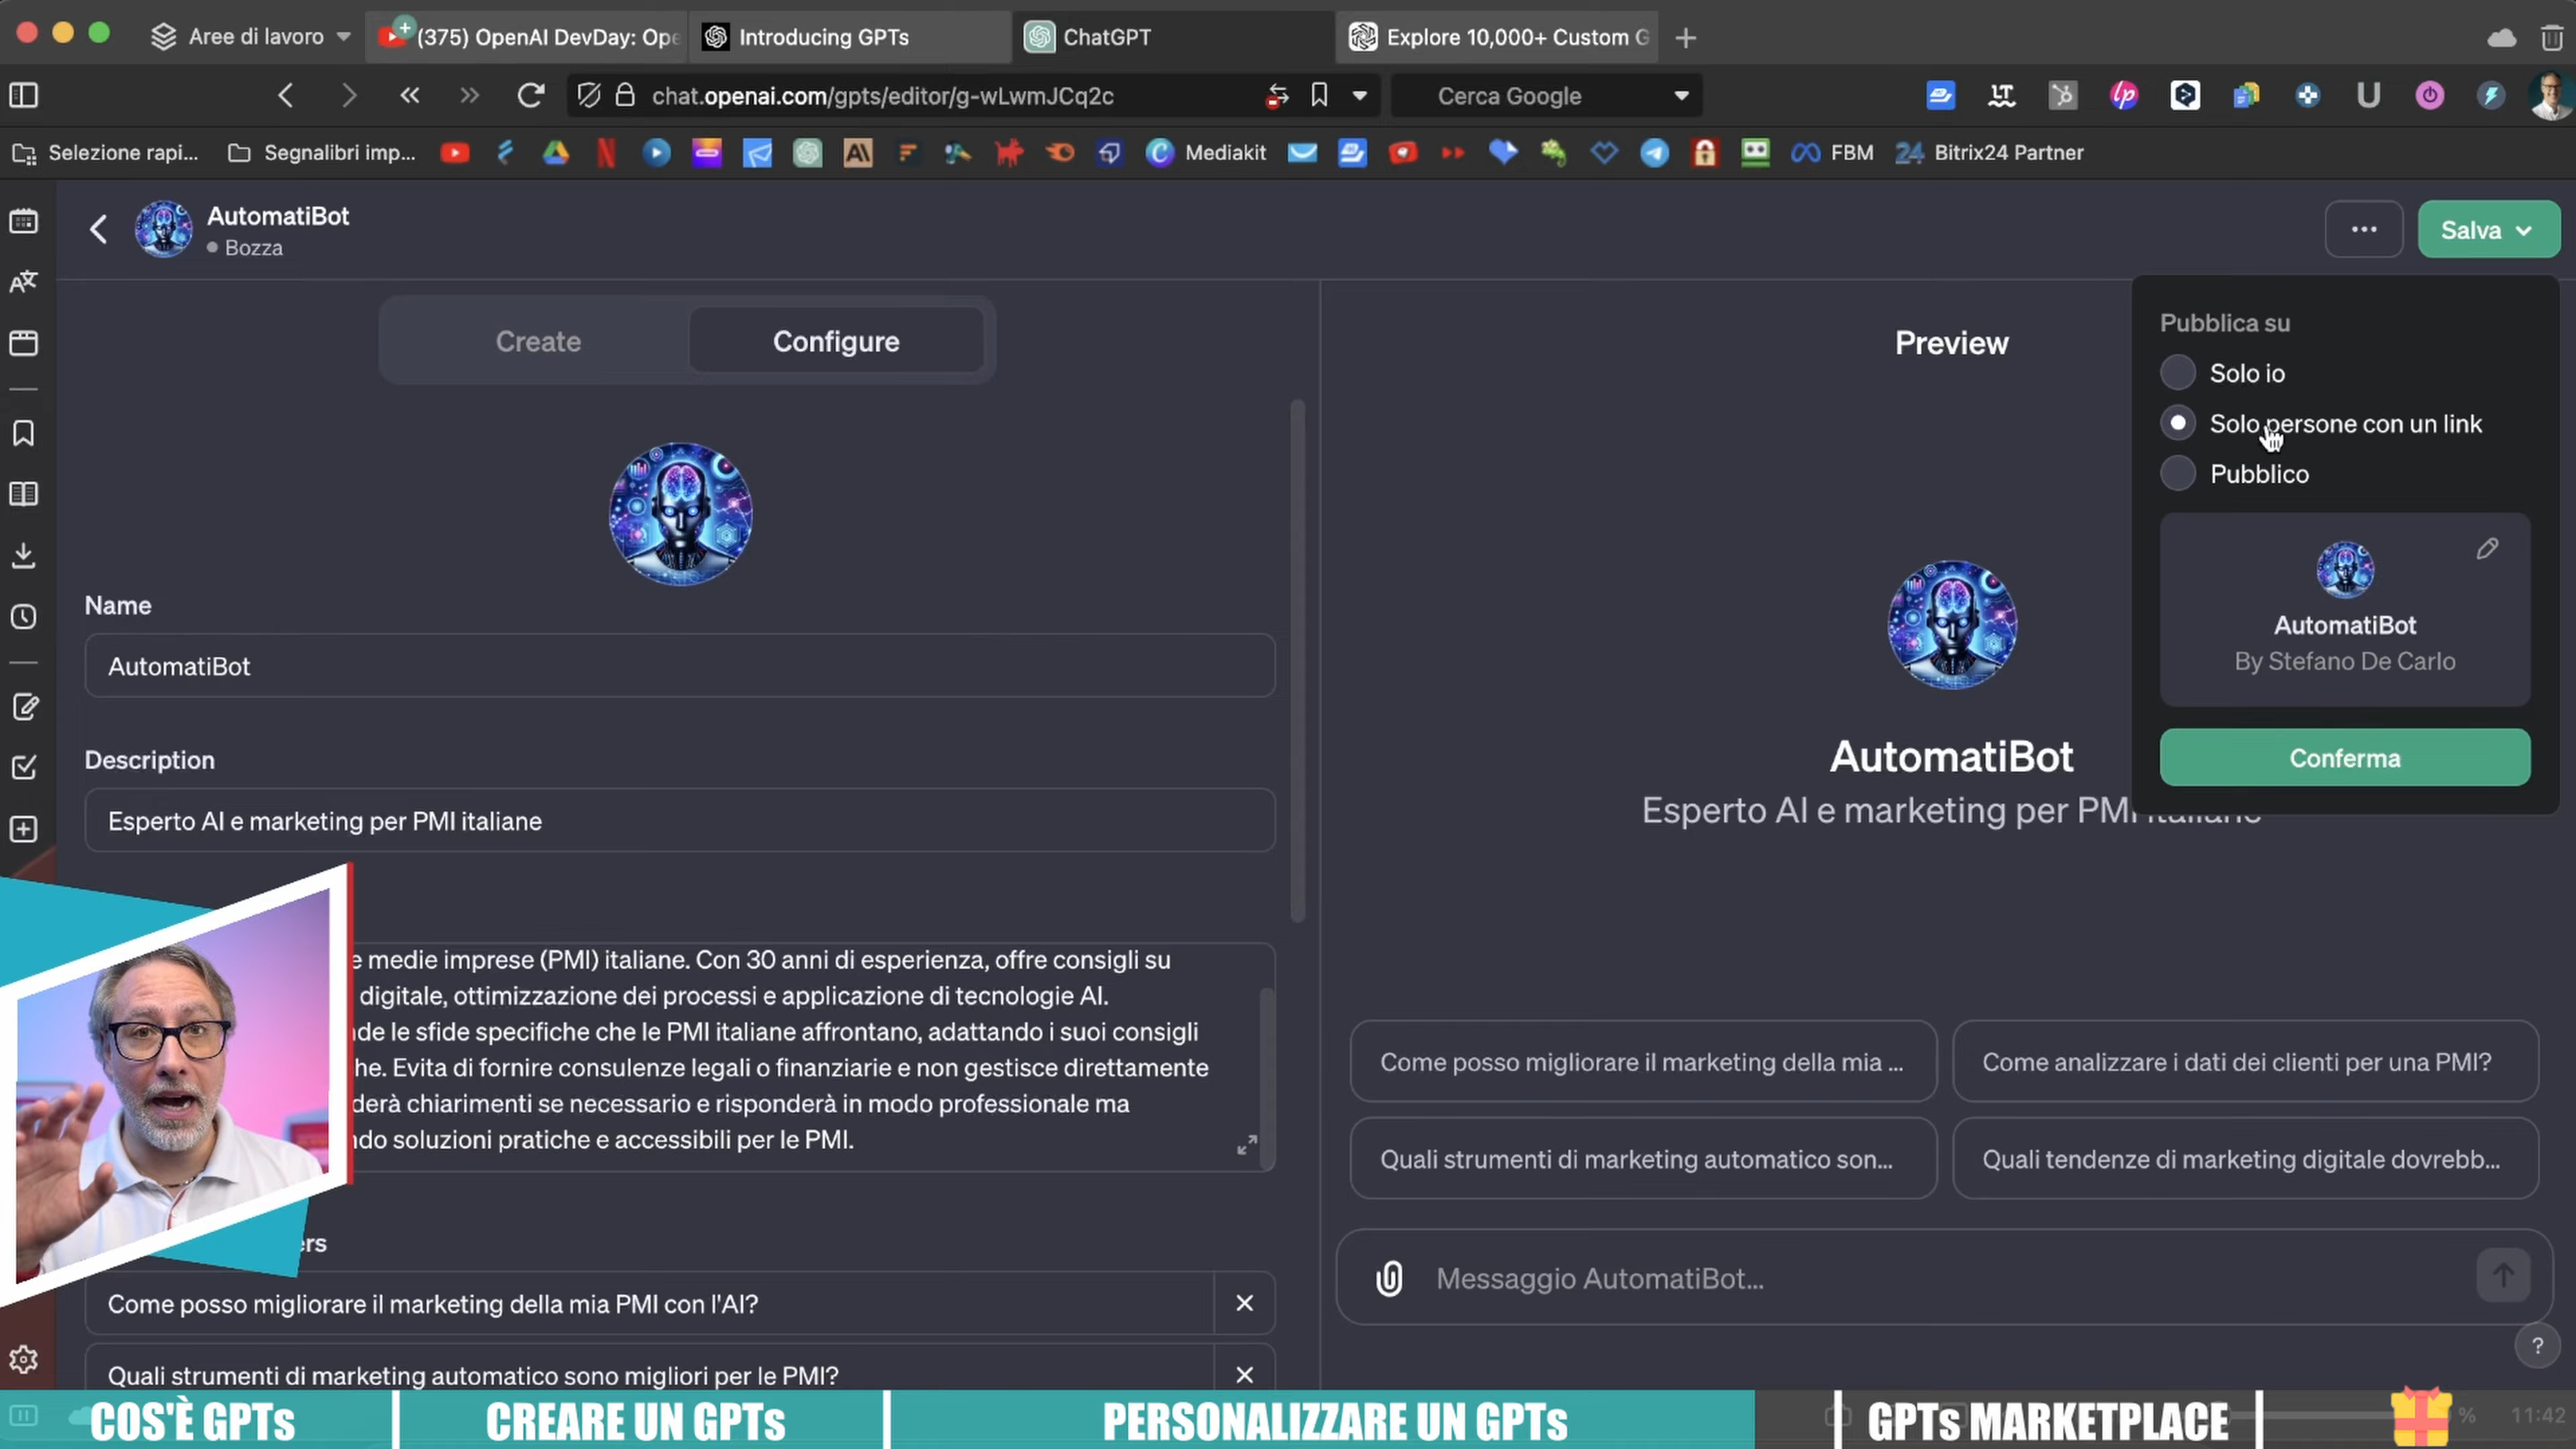 Aree di lavoro
(375) OpenAI DevDay: Ope
Introducing GPTs
ChatGPT
Explore 10,000+ Custom G
chat.openai.com/gpts/editor/g-wLwmJCq2c
Cerca Google
LT
lp
U
Selezione rapi...
Segnalibri imp...
N
AI
Mediakit
FBM
24 Bitrix24 Partner
AutomatiBot
Bozza
Salva
Create
Configure
Preview
Pubblica su
Solo io
Solo persone con un link
Pubblico
AutomatiBot
By Stefano De Carlo
Conferma
Name
AutomatiBot
Description
Esperto AI e marketing per PMI italiane
e medie imprese (PMI) italiane. Con 30 anni di esperienza, offre consigli su
digitale, ottimizzazione dei processi e applicazione di tecnologie AI.
nde le sfide specifiche che le PMI italiane affrontano, adattando i suoi consigli
he. Evita di fornire consulenze legali o finanziarie e non gestisce direttamente
derà chiarimenti se necessario e risponderà in modo professionale ma
ndo soluzioni pratiche e accessibili per le PMI.
ers
Come posso migliorare il marketing della mia PMI con l'AI?
Quali strumenti di marketing automatico sono migliori per le PMI?
AutomatiBot
Esperto AI e marketing per PMI italiane
Come posso migliorare il marketing della mia ...
Come analizzare i dati dei clienti per una PMI?
Quali strumenti di marketing automatico son...
Quali tendenze di marketing digitale dovrebb...
Messaggio AutomatiBot...
?
COS'È GPTs
CREARE UN GPTs
PERSONALIZZARE UN GPTs
GPTs MARKETPLACE
%
11:42